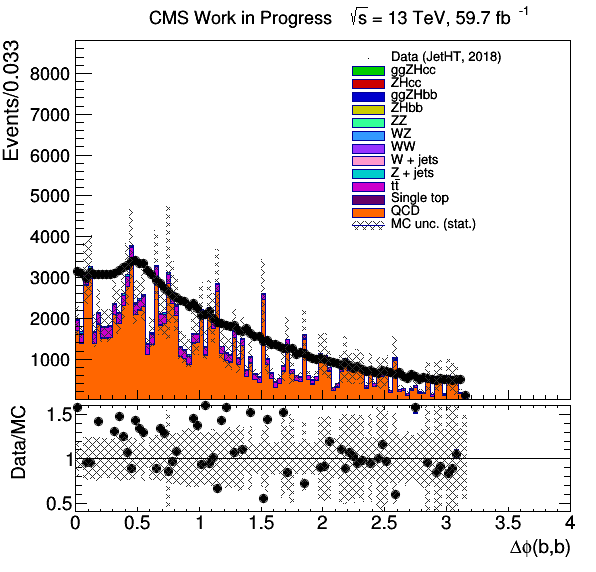 CMS Work in Progress √s = 13 TeV, 59.7 fb⁻¹
Events/0.033
8000
7000
6000
5000
4000
3000
2000
1000
Data (JetHT, 2018)
ggZHcc
ZHcc
ggZHbb
ZHbb
ZZ
WZ
WW
W + jets
Z + jets
tt̄
Single top
QCD
MC unc. (stat.)
Data/MC
1.5
1
0.5
0 0.5 1 1.5 2 2.5 3 3.5 4
Δϕ(b,b)